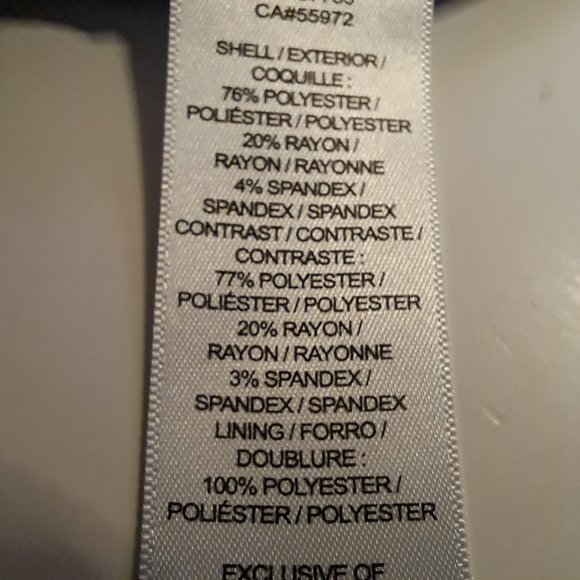 CA#55972
SHELL / EXTERIOR /
COQUILLE :
76% POLYESTER /
POLIÉSTER / POLYESTER
20% RAYON /
RAYON / RAYONNE
4% SPANDEX /
SPANDEX / SPANDEX
CONTRAST / CONTRASTE /
CONTRASTE :
77% POLYESTER /
POLIÉSTER / POLYESTER
20% RAYON /
RAYON / RAYONNE
3% SPANDEX /
SPANDEX / SPANDEX
LINING / FORRO /
DOUBLURE :
100% POLYESTER /
POLIÉSTER / POLYESTER
EXCLUSIVE OF